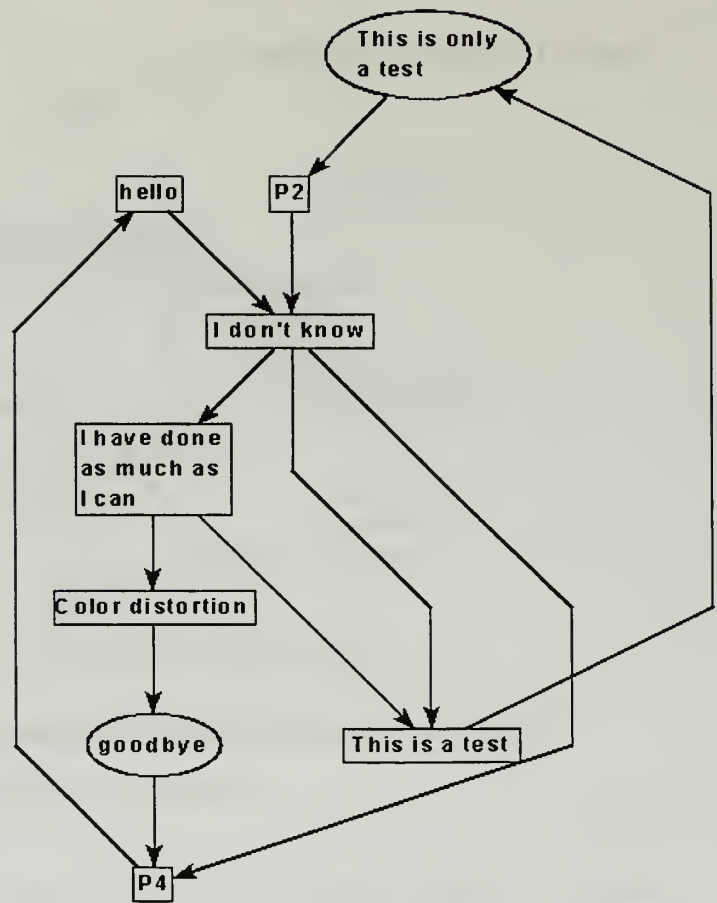 This is only
a test
hello
P2
I don't know
I have done
as much as
I can
Color distortion
goodbye
This is a test
P4